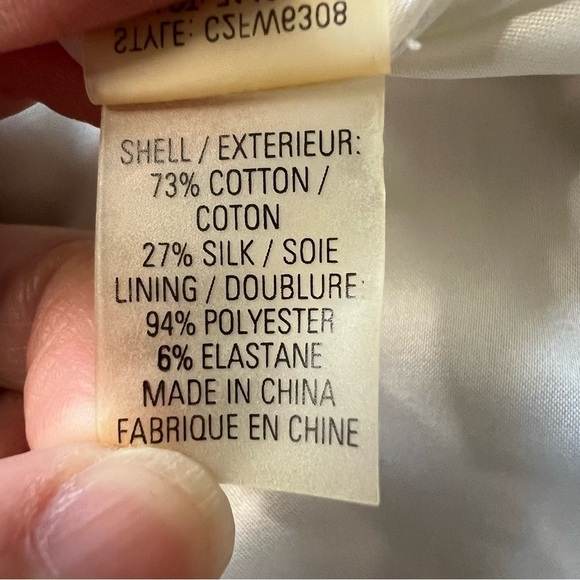 STYLE: C2FW6308
SHELL / EXTERIEUR:
73% COTTON /
COTON
27% SILK / SOIE
LINING / DOUBLURE:
94% POLYESTER
6% ELASTANE
MADE IN CHINA
FABRIQUE EN CHINE